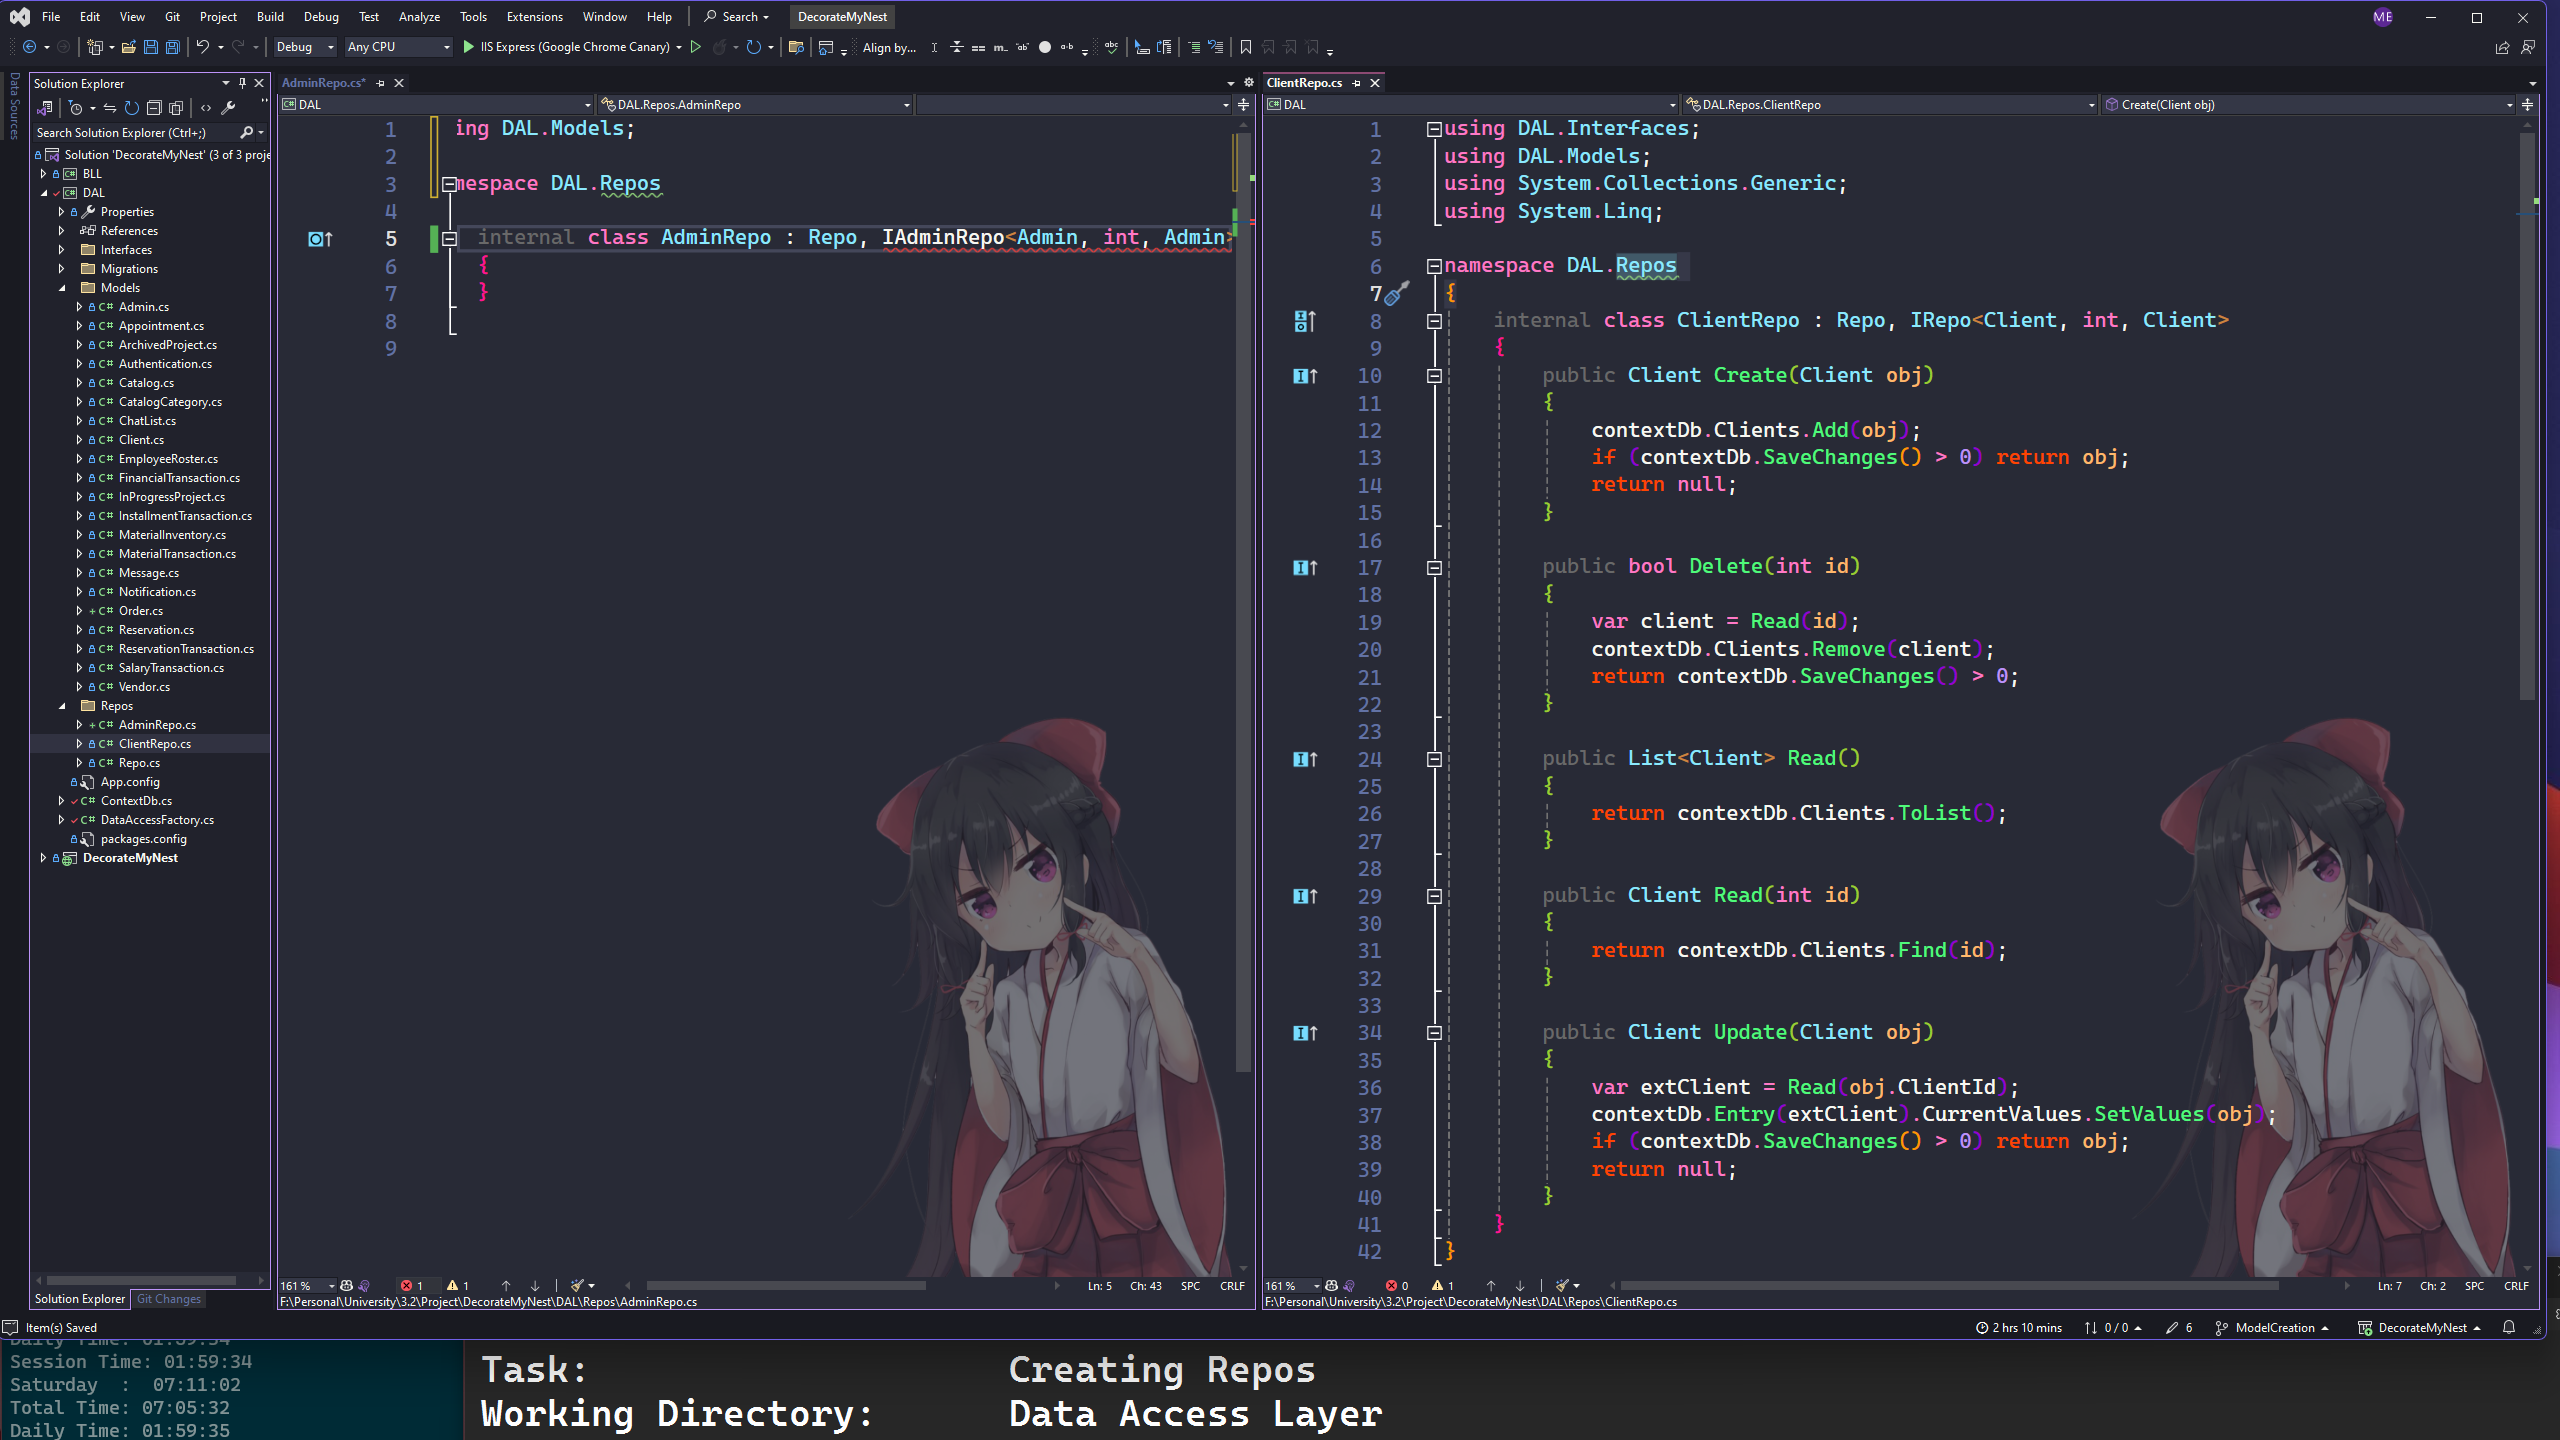 File Edit View Git Project Build Debug Test Analyze Tools Extensions Window Help Search DecorateMyNest ME
Debug Any CPU IIS Express (Google Chrome Canary) Align by...
Data Sources
Solution Explorer
Search Solution Explorer (Ctrl+;)
Solution 'DecorateMyNest' (3 of 3 proje
BLL
DAL
Properties
References
Interfaces
Migrations
Models
Admin.cs
Appointment.cs
ArchivedProject.cs
Authentication.cs
Catalog.cs
CatalogCategory.cs
ChatList.cs
Client.cs
EmployeeRoster.cs
FinancialTransaction.cs
InProgressProject.cs
InstallmentTransaction.cs
MaterialInventory.cs
MaterialTransaction.cs
Message.cs
Notification.cs
Order.cs
Reservation.cs
ReservationTransaction.cs
SalaryTransaction.cs
Vendor.cs
Repos
AdminRepo.cs
ClientRepo.cs
Repo.cs
App.config
ContextDb.cs
DataAccessFactory.cs
packages.config
DecorateMyNest
Solution Explorer Git Changes
AdminRepo.cs*
DAL DAL.Repos.AdminRepo
1 ing DAL.Models;
2
3 mespace DAL.Repos
4
5 internal class AdminRepo : Repo, IAdminRepo<Admin, int, Admin>
6 {
7 }
8
9
161 % 1 1 Ln: 5 Ch: 43 SPC CRLF
F:\Personal\University\3.2\Project\DecorateMyNest\DAL\Repos\AdminRepo.cs
ClientRepo.cs
DAL DAL.Repos.ClientRepo Create(Client obj)
1 using DAL.Interfaces;
2 using DAL.Models;
3 using System.Collections.Generic;
4 using System.Linq;
5
6 namespace DAL.Repos
7 {
8 internal class ClientRepo : Repo, IRepo<Client, int, Client>
9 {
10 public Client Create(Client obj)
11 {
12 contextDb.Clients.Add(obj);
13 if (contextDb.SaveChanges() > 0) return obj;
14 return null;
15 }
16
17 public bool Delete(int id)
18 {
19 var client = Read(id);
20 contextDb.Clients.Remove(client);
21 return contextDb.SaveChanges() > 0;
22 }
23
24 public List<Client> Read()
25 {
26 return contextDb.Clients.ToList();
27 }
28
29 public Client Read(int id)
30 {
31 return contextDb.Clients.Find(id);
32 }
33
34 public Client Update(Client obj)
35 {
36 var extClient = Read(obj.ClientId);
37 contextDb.Entry(extClient).CurrentValues.SetValues(obj);
38 if (contextDb.SaveChanges() > 0) return obj;
39 return null;
40 }
41 }
42 }
161 % 0 1 Ln: 7 Ch: 2 SPC CRLF
F:\Personal\University\3.2\Project\DecorateMyNest\DAL\Repos\ClientRepo.cs
Item(s) Saved 2 hrs 10 mins 0 / 0 6 ModelCreation DecorateMyNest
Daily Time: 01:59:34
Session Time: 01:59:34
Saturday : 07:11:02
Total Time: 07:05:32
Daily Time: 01:59:35
Task: Creating Repos
Working Directory: Data Access Layer